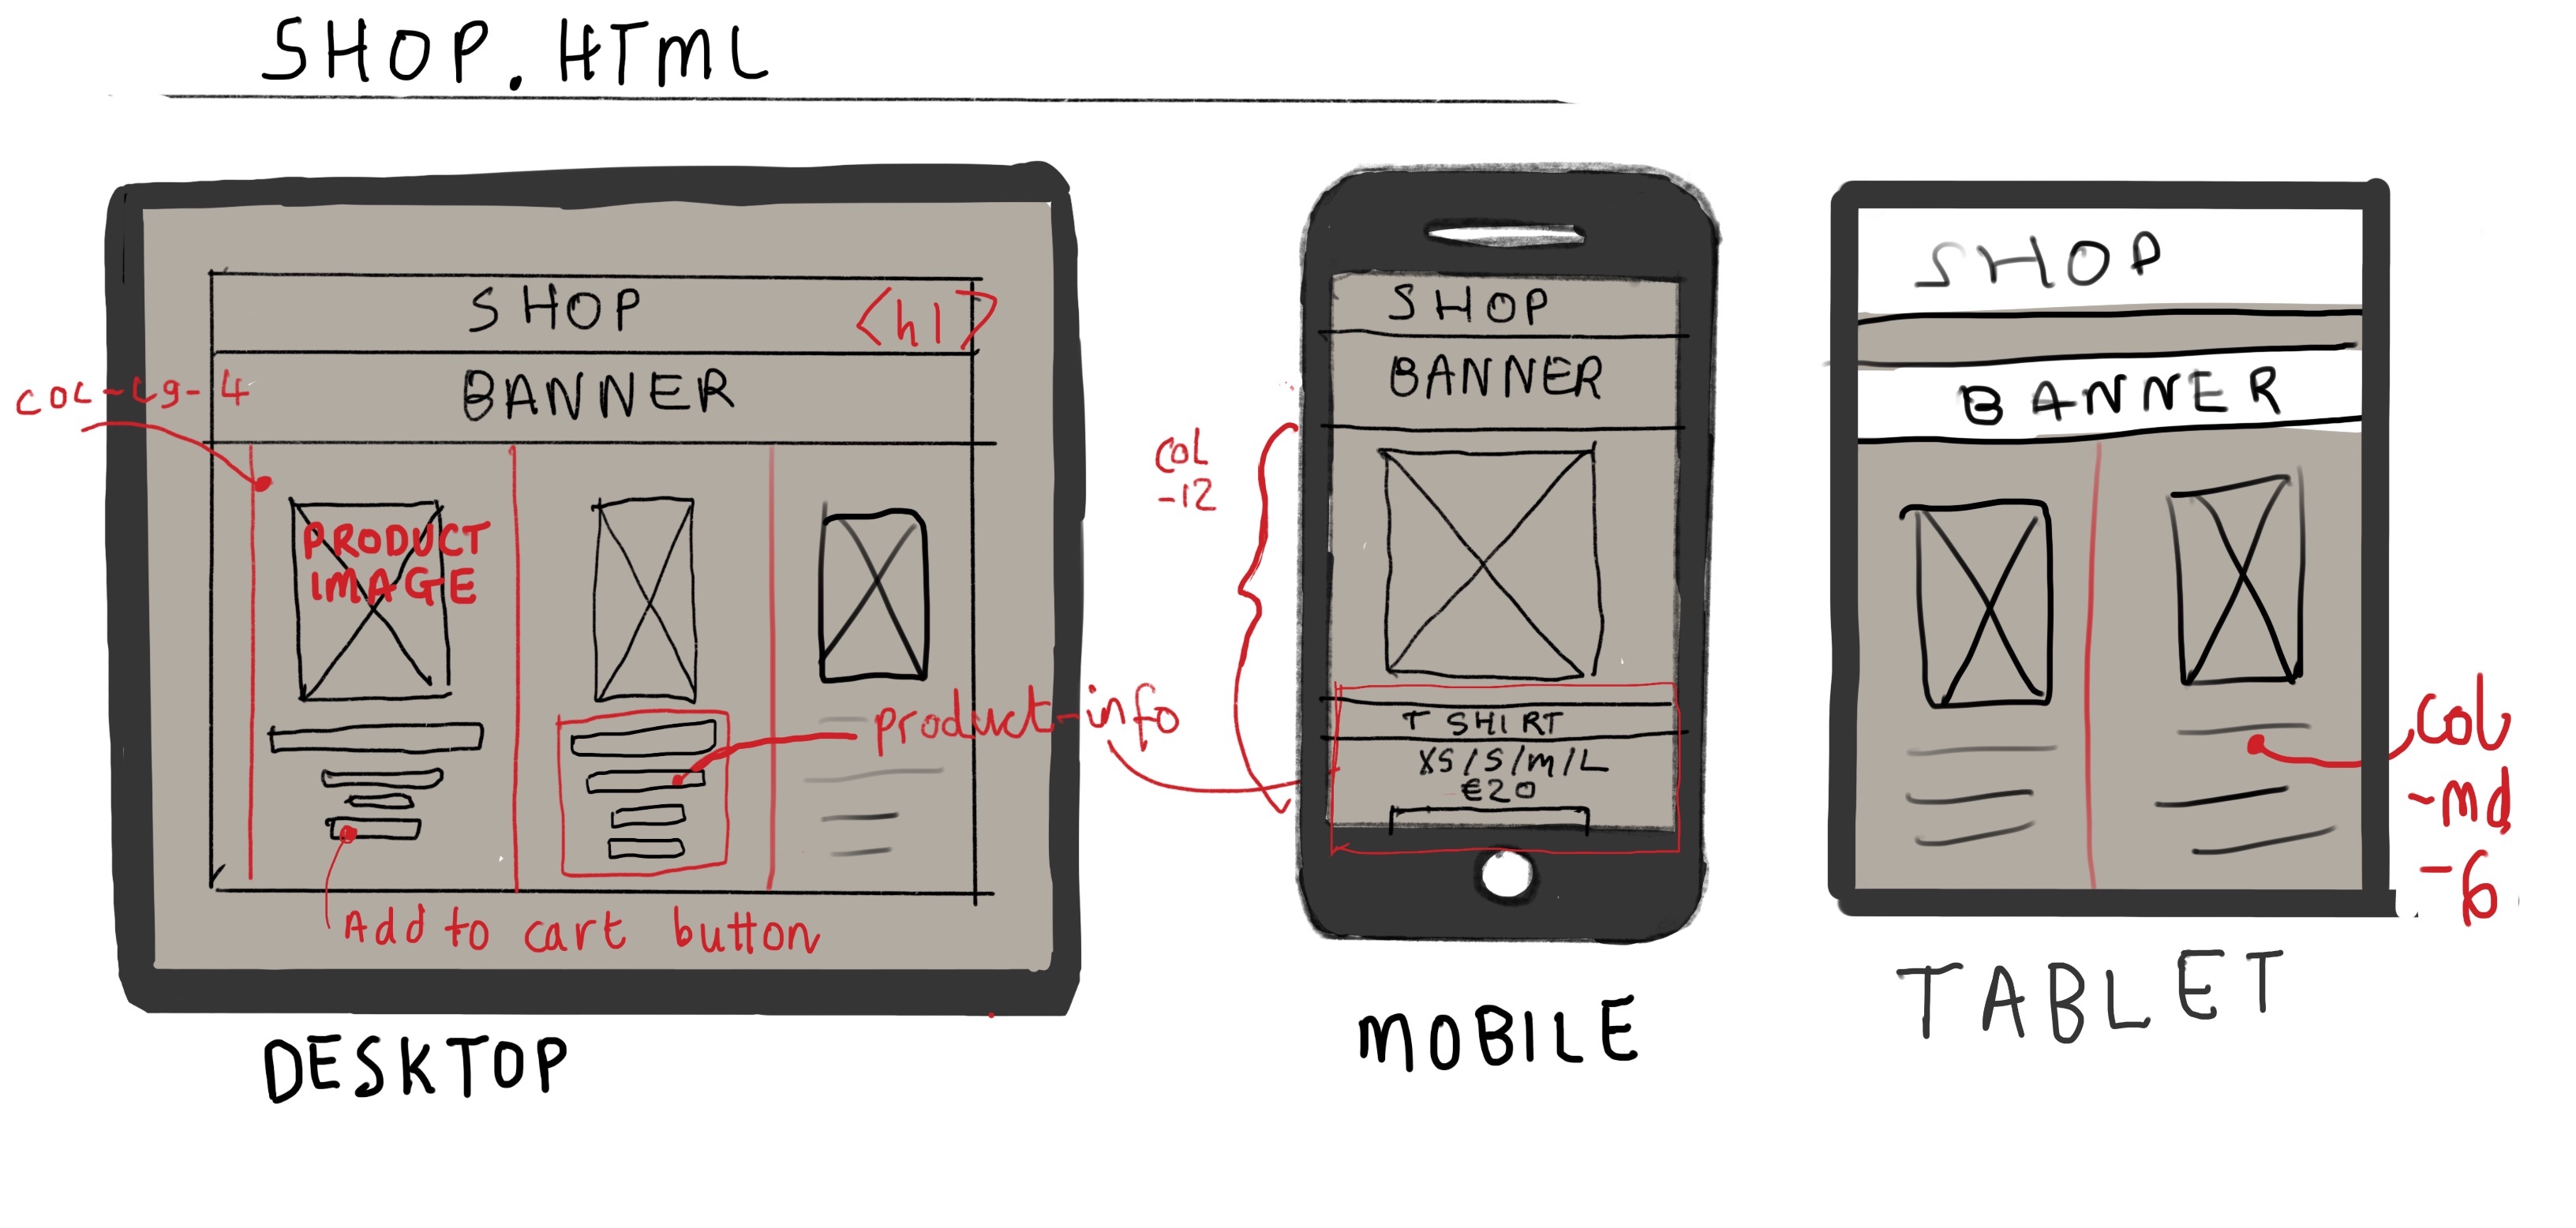 SHOP.HTML
SHOP
<h1>
BANNER
COL-LG-4
PRODUCT
IMAGE
product-info
Add to cart button
DESKTOP
SHOP
BANNER
COL
-12
T SHIRT
XS/S/M/L
€20
MOBILE
SHOP
BANNER
COL
-md
-6
TABLET